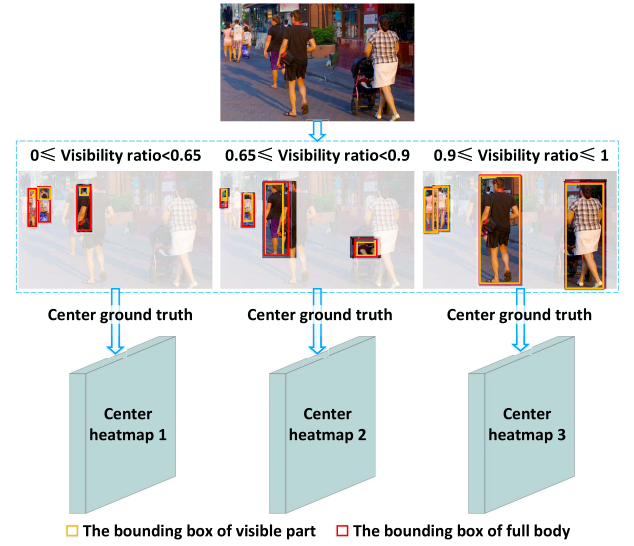 0⩽ Visibility ratio<0.65
0.65⩽ Visibility ratio<0.9
0.9⩽ Visibility ratio⩽ 1
Center ground truth
Center ground truth
Center ground truth
Center
heatmap 1
Center
heatmap 2
Center
heatmap 3
The bounding box of visible part
The bounding box of full body